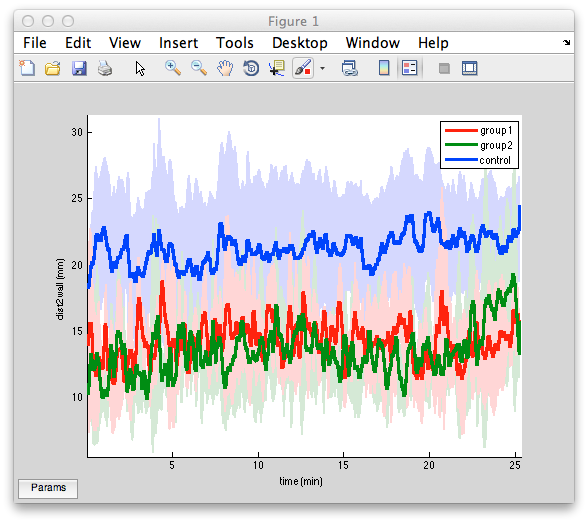 Figure 1
File Edit View Insert Tools Desktop Window Help
30
25
20
15
10
dist2wall (mm)
group1
group2
control
5 10 15 20 25
time (min)
Params